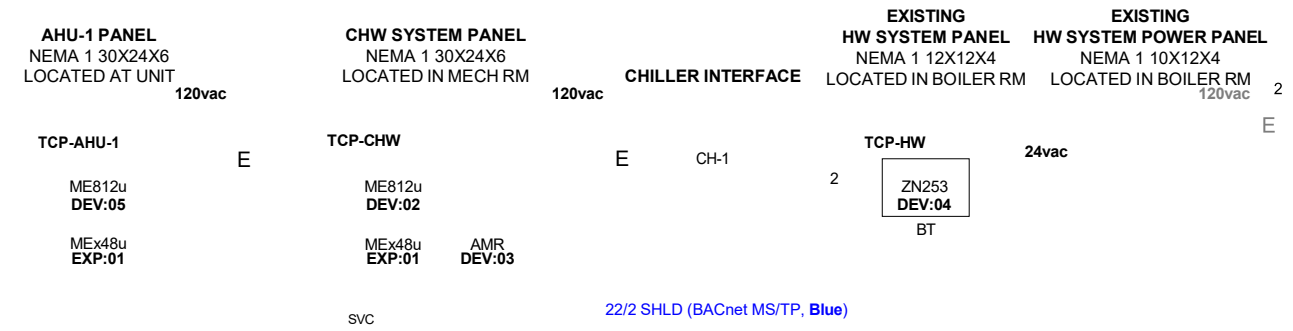 AHU-1 PANEL
NEMA 1 30X24X6
LOCATED AT UNIT
120vac
TCP-AHU-1
E
ME812u
DEV:05
MEx48u
EXP:01
CHW SYSTEM PANEL
NEMA 1 30X24X6
LOCATED IN MECH RM
120vac
TCP-CHW
E
ME812u
DEV:02
MEx48u
EXP:01
AMR
DEV:03
SVC
CHILLER INTERFACE
CH-1
22/2 SHLD (BACnet MS/TP, Blue)
EXISTING
HW SYSTEM PANEL
NEMA 1 12X12X4
LOCATED IN BOILER RM
TCP-HW
2
ZN253
DEV:04
BT
EXISTING
HW SYSTEM POWER PANEL
NEMA 1 10X12X4
LOCATED IN BOILER RM
120vac
2
E
24vac